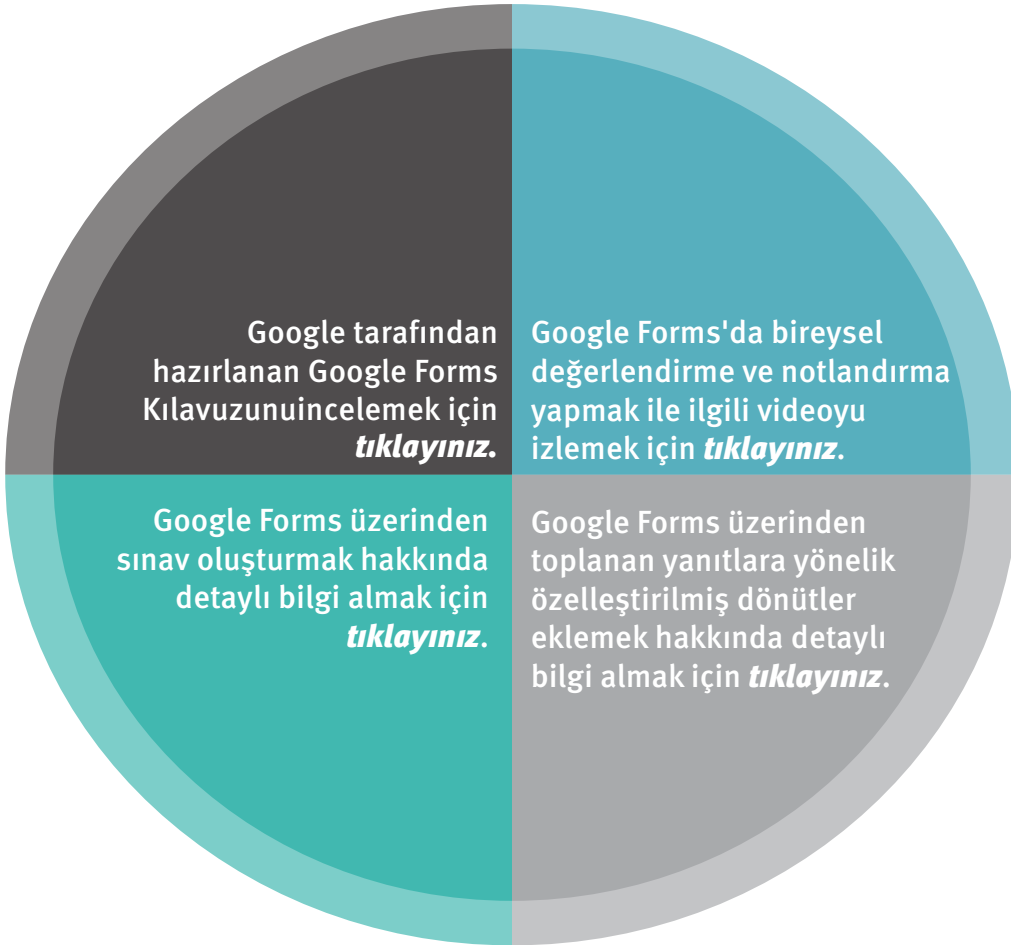 Google tarafından
hazırlanan Google Forms
Kılavuzunuincelemek için
tıklayınız.
Google Forms'da bireysel
değerlendirme ve notlandırma
yapmak ile ilgili videoyu
izlemek için tıklayınız.
Google Forms üzerinden
sınav oluşturmak hakkında
detaylı bilgi almak için
tıklayınız.
Google Forms üzerinden
toplanan yanıtlara yönelik
özelleştirilmiş dönütler
eklemek hakkında detaylı
bilgi almak için tıklayınız.